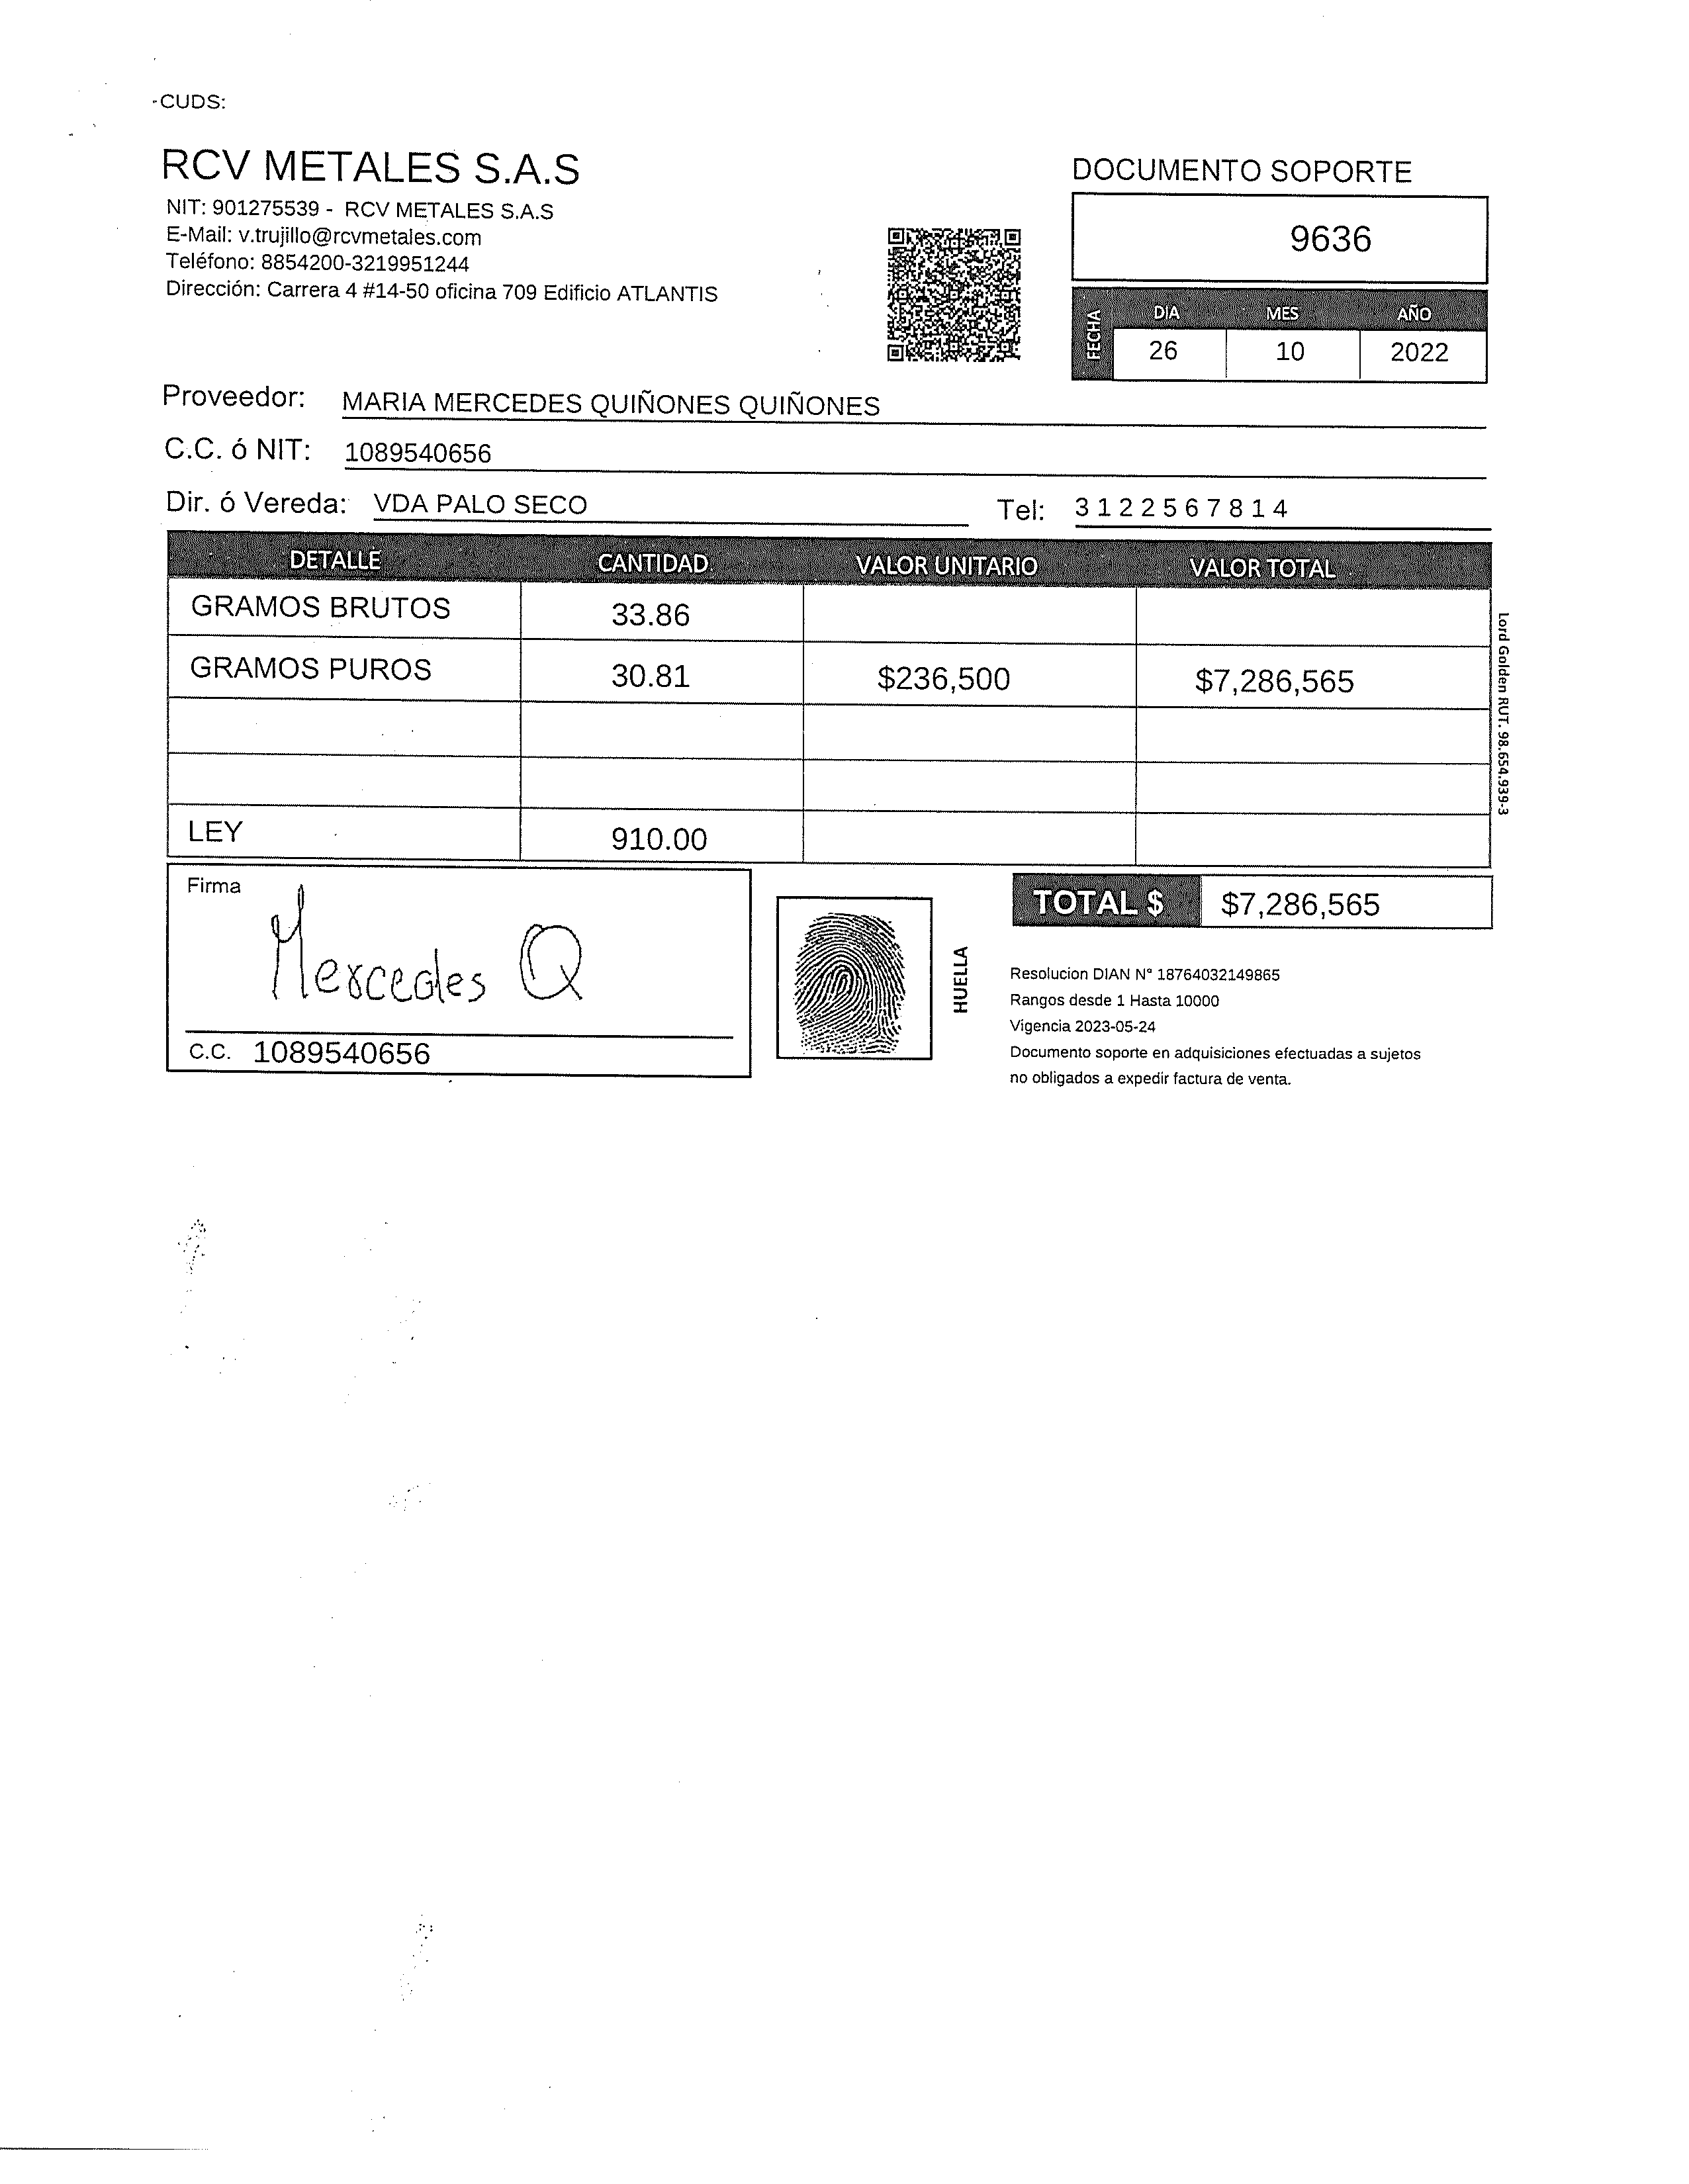 -CUDS:
RCV METALES S.A.S
NIT: 901275539 - RCV METALES S.A.S
E-Mail: v.trujillo@rcvmetales.com
Teléfono: 8854200-3219951244
Dirección: Carrera 4 #14-50 oficina 709 Edificio ATLANTIS
DOCUMENTO SOPORTE
9636
FECHA
DIA MES AÑO
26 10 2022
Proveedor: MARIA MERCEDES QUIÑONES QUIÑONES
C.C. ó NIT: 1089540656
Dir. ó Vereda: VDA PALO SECO Tel: 3122567814
DETALLE CANTIDAD VALOR UNITARIO VALOR TOTAL
GRAMOS BRUTOS 33.86
GRAMOS PUROS 30.81 $236,500 $7,286,565
LEY 910.00
Lord Golden RUT. 98.654.939-3
Firma
Mercedes Q
C.C. 1089540656
HUELLA
TOTAL $ $7,286,565
Resolucion DIAN N° 18764032149865
Rangos desde 1 Hasta 10000
Vigencia 2023-05-24
Documento soporte en adquisiciones efectuadas a sujetos
no obligados a expedir factura de venta.